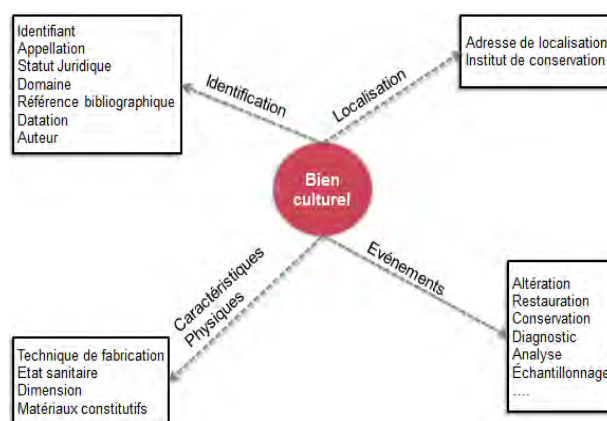 Identifiant
Appellation
Statut Juridique
Domaine
Référence bibliographique
Datation
Auteur
Identification
Adresse de localisation
Institut de conservation
Localisation
Bien
culturel
Caractéristiques
Physiques
Technique de fabrication
Etat sanitaire
Dimension
Matériaux constitutifs
Evénements
Altération
Restauration
Conservation
Diagnostic
Analyse
Échantillonnage
....